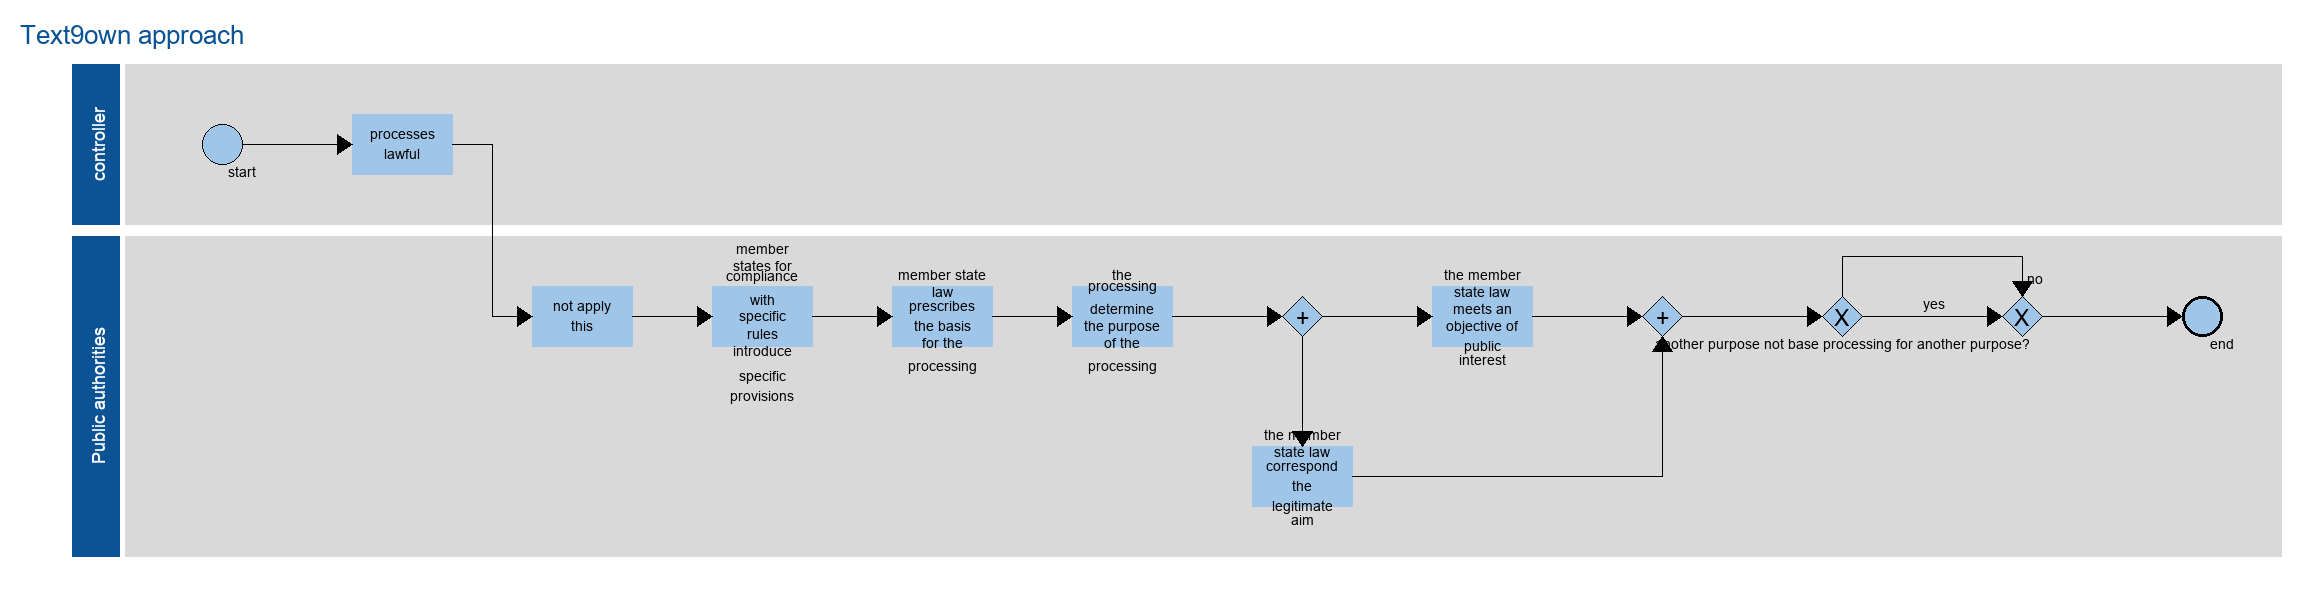 Text9own approach
controller
start
processes
lawful
Public authorities
not apply
this
member
states for
compliance
with
specific
rules
introduce
specific
provisions
member state
law
prescribes
the basis
for the
processing
the
processing
determine
the purpose
of the
processing
+
the member
state law
correspond
the
legitimate
aim
the member
state law
meets an
objective of
public
interest
+
X
another purpose not base processing for another purpose?
yes
no
X
end